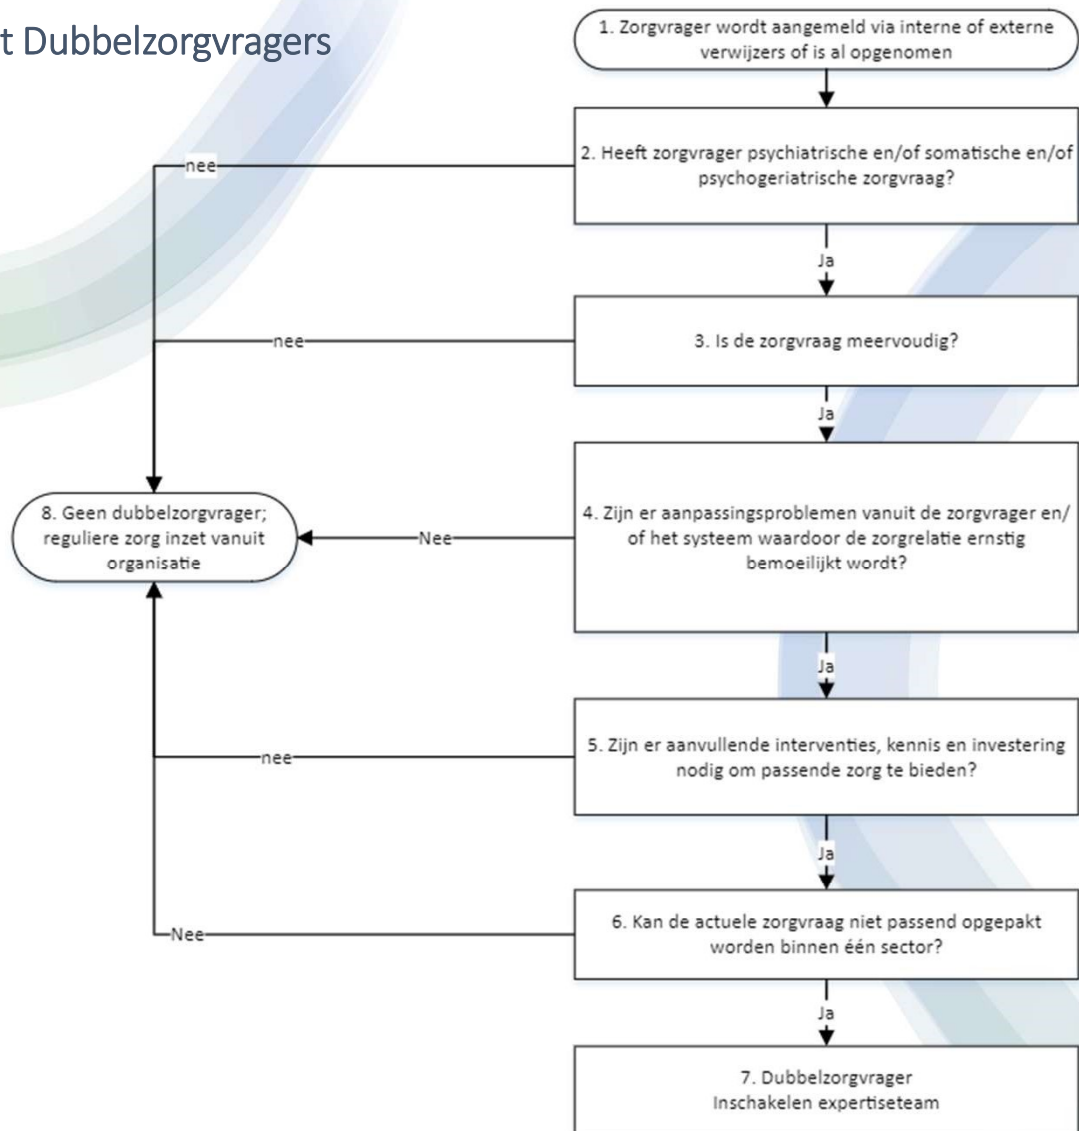 t Dubbelzorgvragers
1. Zorgvrager wordt aangemeld via interne of externe
verwijzers of is al opgenomen
2. Heeft zorgvrager psychiatrische en/of somatische en/of
psychogeriatrische zorgvraag?
nee
Ja
3. Is de zorgvraag meervoudig?
nee
Ja
4. Zijn er aanpassingsproblemen vanuit de zorgvrager en/
of het systeem waardoor de zorgrelatie ernstig
bemoeilijkt wordt?
Nee
8. Geen dubbelzorgvrager;
reguliere zorg inzet vanuit
organisatie
Ja
5. Zijn er aanvullende interventies, kennis en investering
nodig om passende zorg te bieden?
nee
Ja
6. Kan de actuele zorgvraag niet passend opgepakt
worden binnen één sector?
Nee
Ja
7. Dubbelzorgvrager
Inschakelen expertiseteam